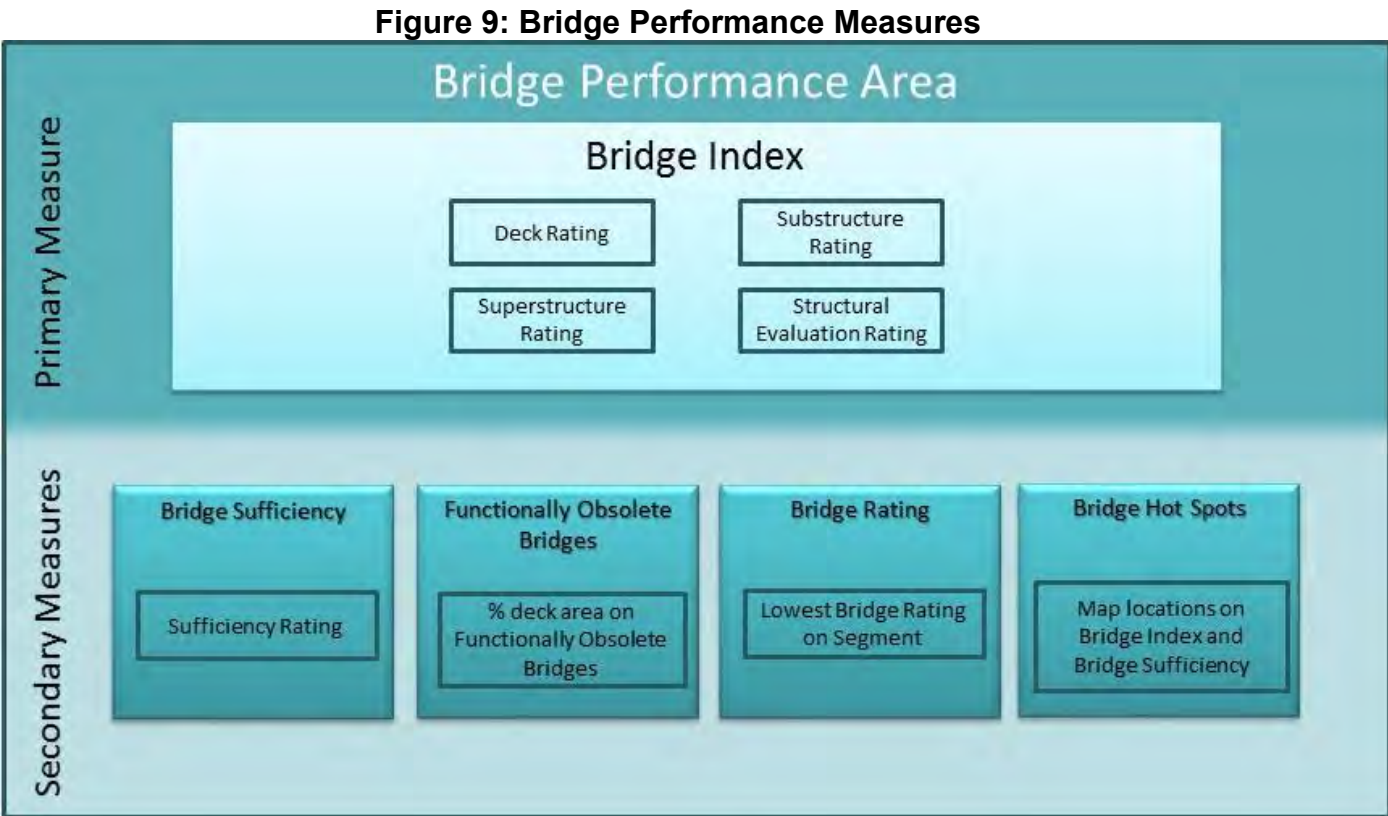 Figure 9: Bridge Performance Measures
Bridge Performance Area
Primary Measure
Bridge Index
Deck Rating
Substructure
Rating
Superstructure
Rating
Structural
Evaluation Rating
Secondary Measures
Bridge Sufficiency
Sufficiency Rating
Functionally Obsolete
Bridges
% deck area on
Functionally Obsolete
Bridges
Bridge Rating
Lowest Bridge Rating
on Segment
Bridge Hot Spots
Map locations on
Bridge Index and
Bridge Sufficiency